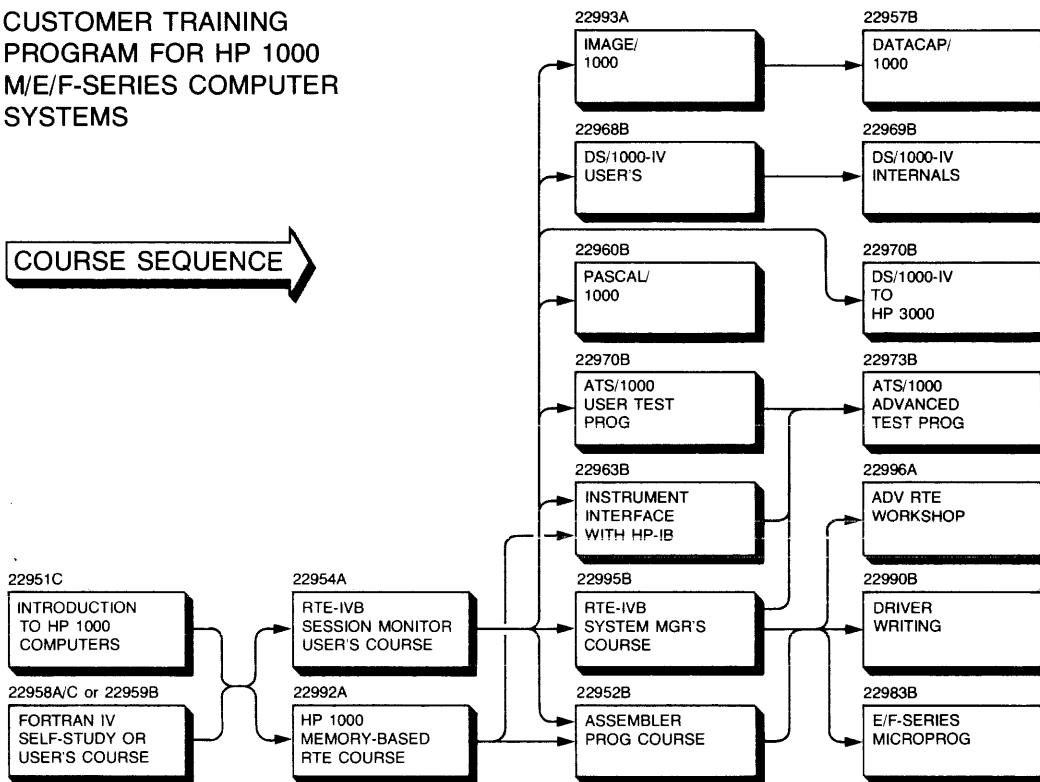 CUSTOMER TRAINING
PROGRAM FOR HP 1000
M/E/F-SERIES COMPUTER
SYSTEMS
COURSE SEQUENCE
22951C
INTRODUCTION
TO HP 1000
COMPUTERS
22958A/C or 22959B
FORTRAN IV
SELF-STUDY OR
USER'S COURSE
22954A
RTE-IVB
SESSION MONITOR
USER'S COURSE
22992A
HP 1000
MEMORY-BASED
RTE COURSE
22993A
IMAGE/
1000
22968B
DS/1000-IV
USER'S
22960B
PASCAL/
1000
22970B
ATS/1000
USER TEST
PROG
22963B
INSTRUMENT
INTERFACE
WITH HP-IB
22995B
RTE-IVB
SYSTEM MGR'S
COURSE
22952B
ASSEMBLER
PROG COURSE
22957B
DATACAP/
1000
22969B
DS/1000-IV
INTERNALS
22970B
DS/1000-IV
TO
HP 3000
22973B
ATS/1000
ADVANCED
TEST PROG
22996A
ADV RTE
WORKSHOP
22990B
DRIVER
WRITING
22983B
E/F-SERIES
MICROPROG